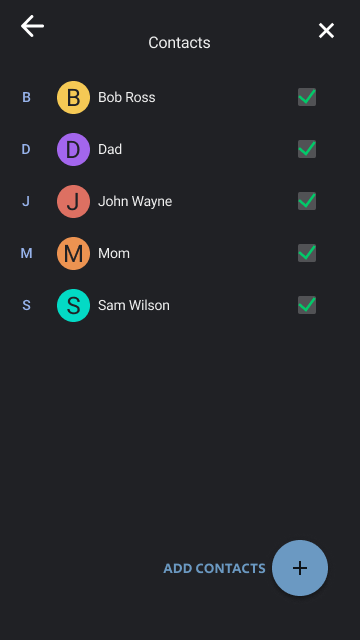 Contacts
B B Bob Ross
D D Dad
J J John Wayne
M M Mom
S S Sam Wilson
ADD CONTACTS